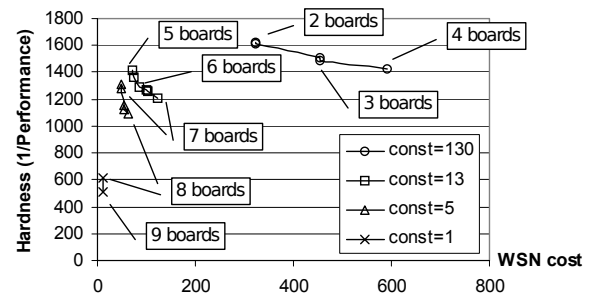 Hardness (1/Performance)
1800
1600
1400
1200
1000
800
600
400
200
0
5 boards
2 boards
4 boards
6 boards
3 boards
7 boards
8 boards
9 boards
const=130
const=13
const=5
const=1
WSN cost
0
200
400
600
800